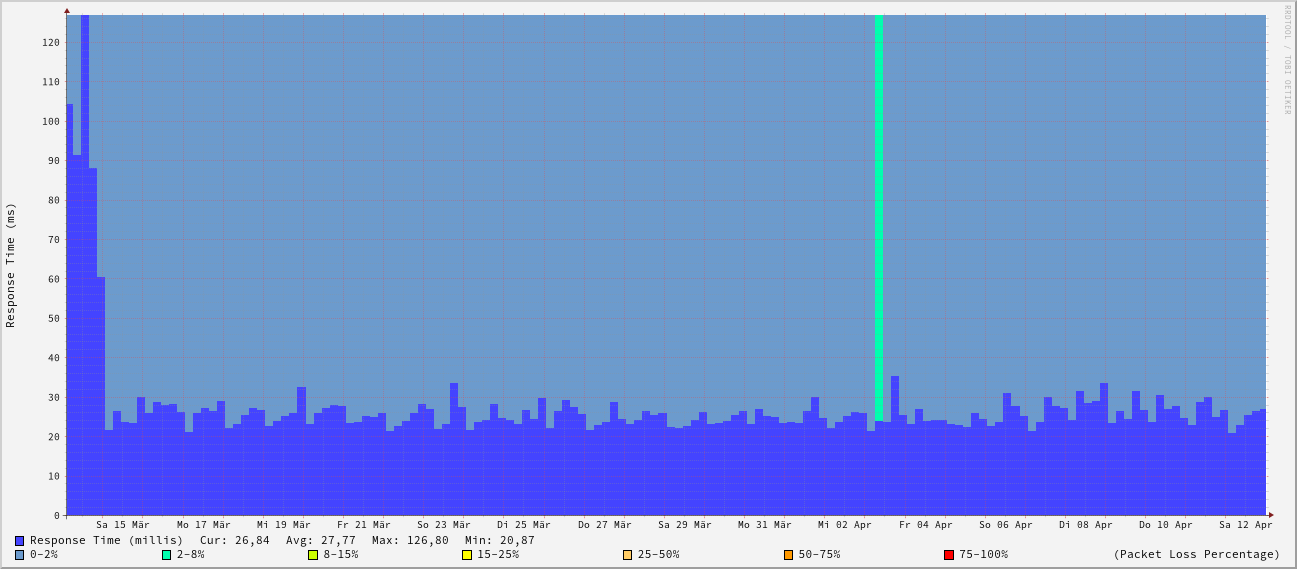 RRDTOOL / TOBI OETIKER
Response Time (ms)
120
110
100
90
80
70
60
50
40
30
20
10
0
Sa 15 Mär Mo 17 Mär Mi 19 Mär Fr 21 Mär So 23 Mär Di 25 Mär Do 27 Mär Sa 29 Mär Mo 31 Mär Mi 02 Apr Fr 04 Apr So 06 Apr Di 08 Apr Do 10 Apr Sa 12 Apr
Response Time (millis) Cur: 26,84 Avg: 27,77 Max: 126,80 Min: 20,87
0-2% 2-8% 8-15% 15-25% 25-50% 50-75% 75-100% (Packet Loss Percentage)